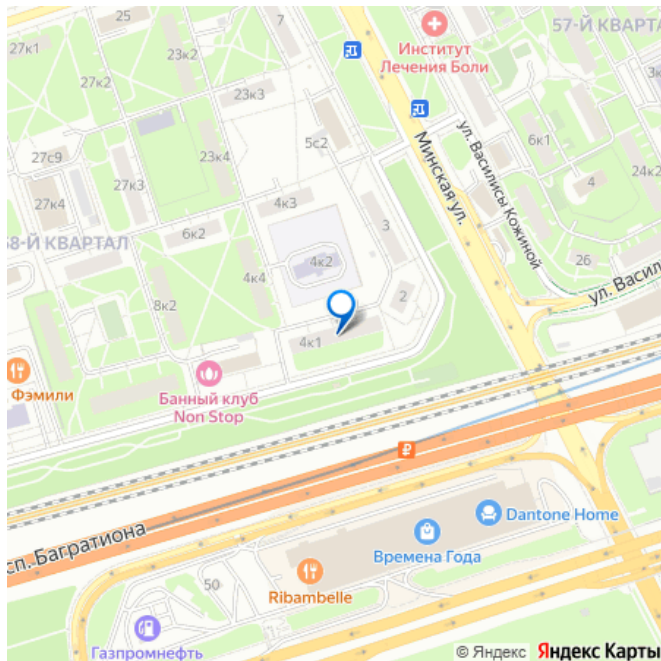 25
7
57-Й КВАРТА
27к1
23к2
Институт
Лечения Боли
27к2
23к3
5с2
Минская ул.
ул. Василисы Кожиной
6к1
27с9
23к4
27к3
4
24к2
27к4
4к3
58-Й КВАРТАЛ
6к2
3
4к2
26
4к4
ул. Васил
8к2
2
4к1
Фэмили
Банный клуб
Non Stop
₽
сп. Багратиона
Dantone Home
Времена Года
50
Ribambelle
Газпромнефть
© Яндекс Яндекс Карты